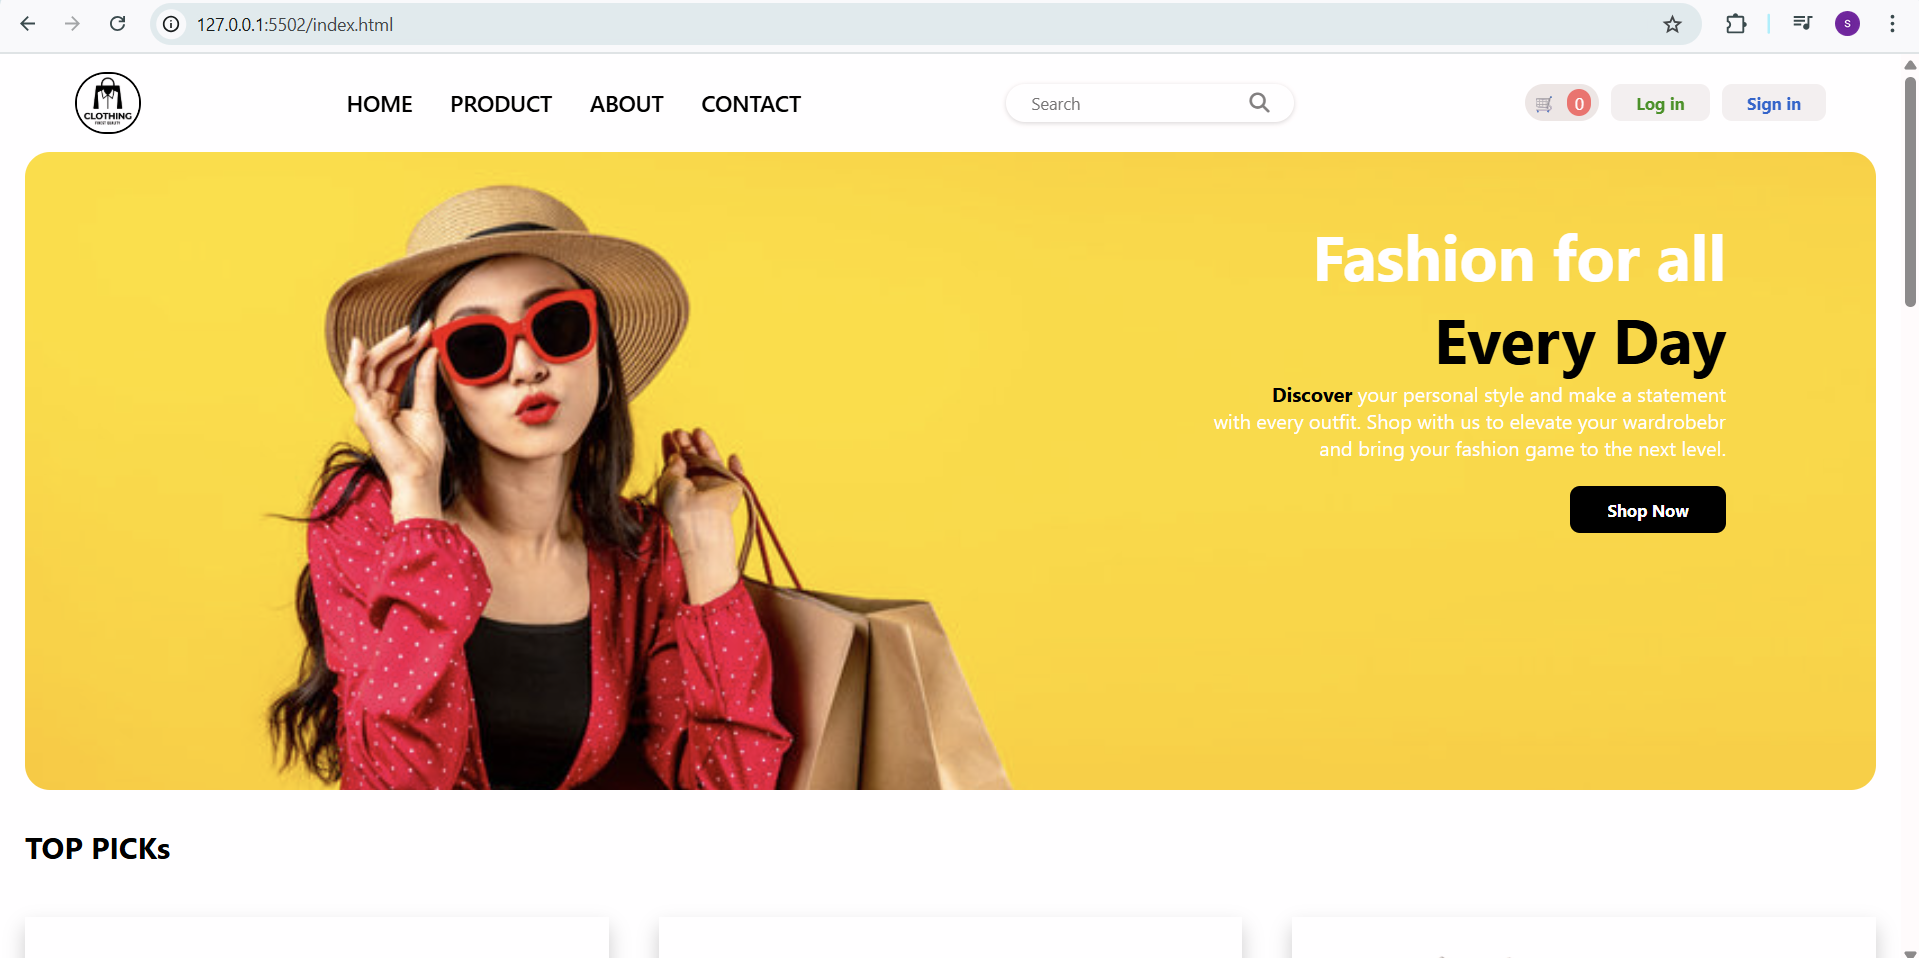 127.0.0.1:5502/index.html
S
CLOTHING
FINEST QUALITY
HOME PRODUCT ABOUT CONTACT
Search
0
Log in
Sign in
Fashion for all
Every Day
Discover your personal style and make a statement
with every outfit. Shop with us to elevate your wardrobebr
and bring your fashion game to the next level.
Shop Now
TOP PICKs